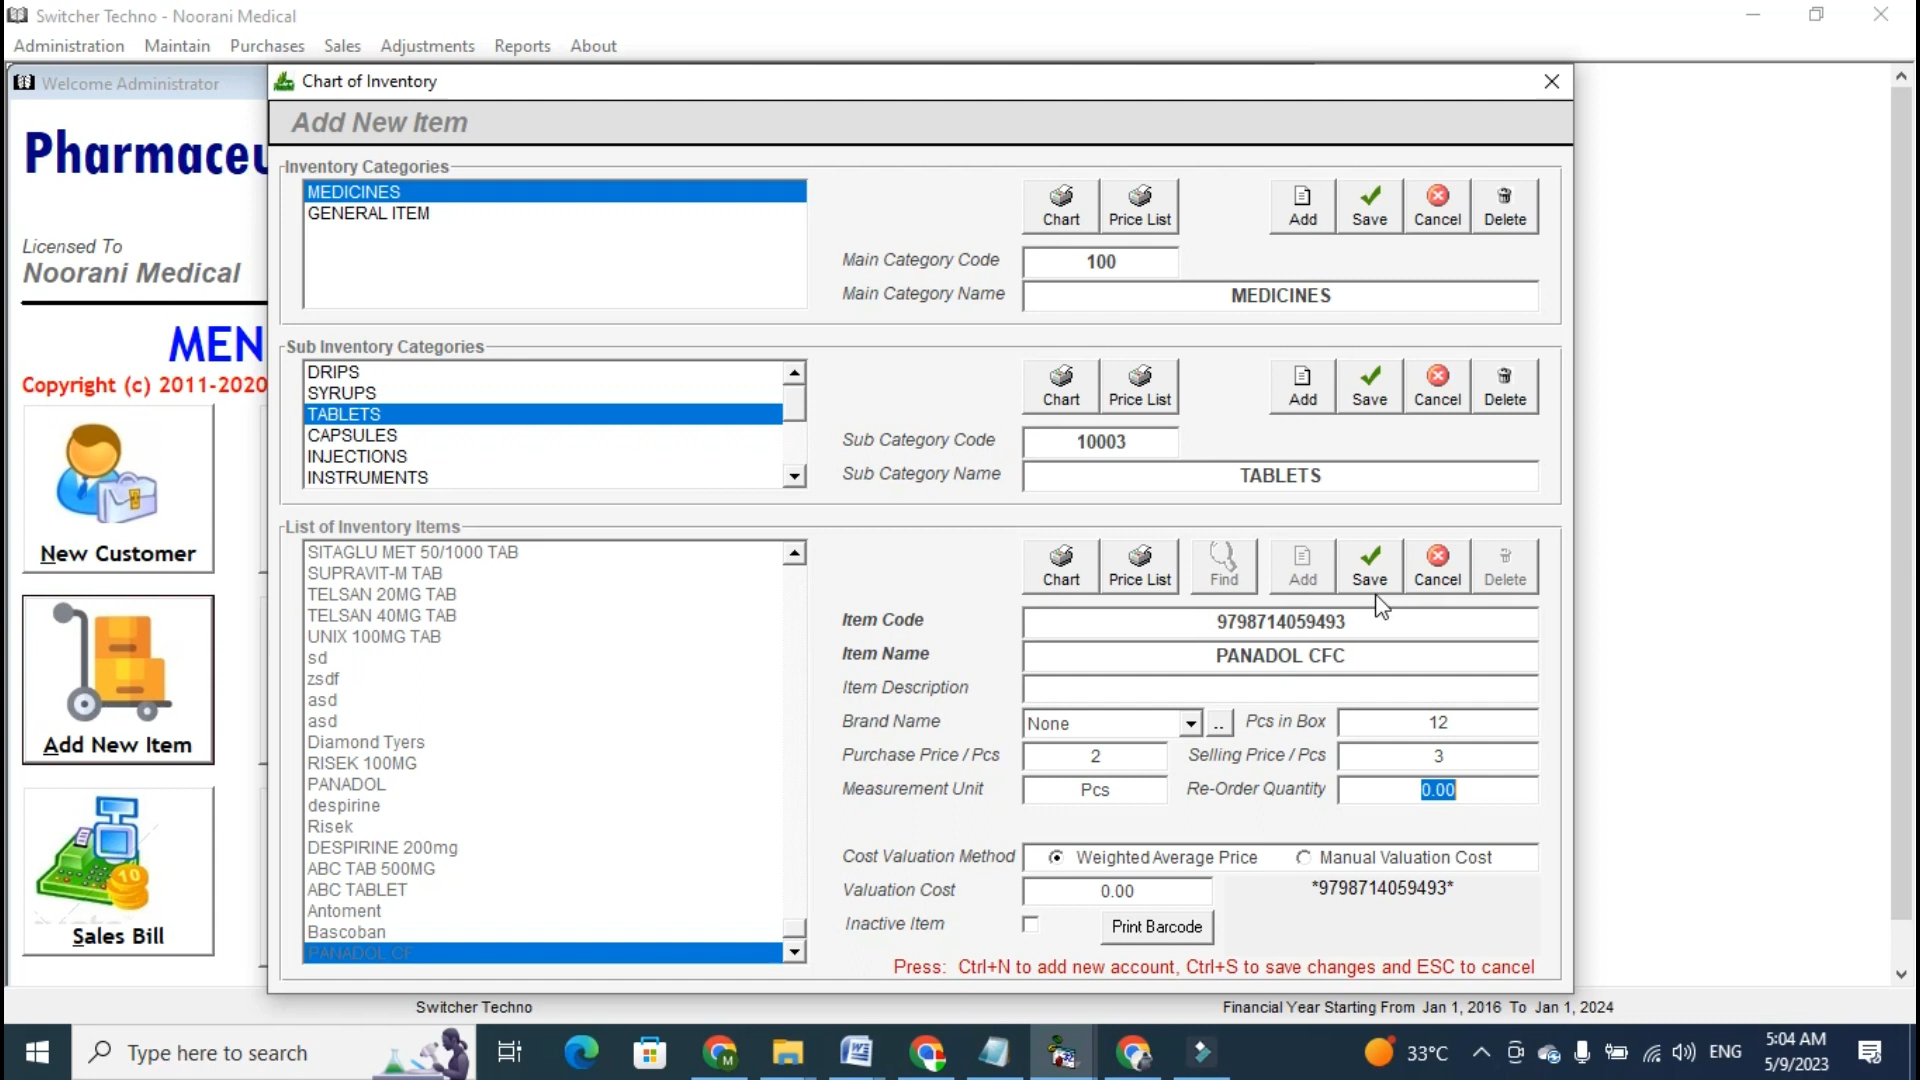 Switcher Techno - Noorani Medical
Administration Maintain Purchases Sales Adjustments Reports About
Welcome Administrator
Chart of Inventory
Add New Item
Pharmaceu
Licensed To
Noorani Medical
MEN
Copyright (c) 2011-2020
New Customer
Add New Item
Sales Bill
Inventory Categories
MEDICINES
GENERAL ITEM
Chart Price List Add Save Cancel Delete
Main Category Code 100
Main Category Name MEDICINES
Sub Inventory Categories
DRIPS
SYRUPS
TABLETS
CAPSULES
INJECTIONS
INSTRUMENTS
Chart Price List Add Save Cancel Delete
Sub Category Code 10003
Sub Category Name TABLETS
List of Inventory Items
SITAGLU MET 50/1000 TAB
SUPRAVIT-M TAB
TELSAN 20MG TAB
TELSAN 40MG TAB
UNIX 100MG TAB
sd
zsdf
asd
asd
Diamond Tyers
RISEK 100MG
PANADOL
despirine
Risek
DESPIRINE 200mg
ABC TAB 500MG
ABC TABLET
Antoment
Bascoban
PANADOL CF
Chart Price List Find Add Save Cancel Delete
Item Code 9798714059493
Item Name PANADOL CFC
Item Description
Brand Name None .. Pcs in Box 12
Purchase Price / Pcs 2 Selling Price / Pcs 3
Measurement Unit Pcs Re-Order Quantity 0.00
Cost Valuation Method Weighted Average Price Manual Valuation Cost
Valuation Cost 0.00 *9798714059493*
Inactive Item Print Barcode
Press: Ctrl+N to add new account, Ctrl+S to save changes and ESC to cancel
Switcher Techno Financial Year Starting From Jan 1, 2016 To Jan 1, 2024
Type here to search 33°C ENG 5:04 AM
5/9/2023